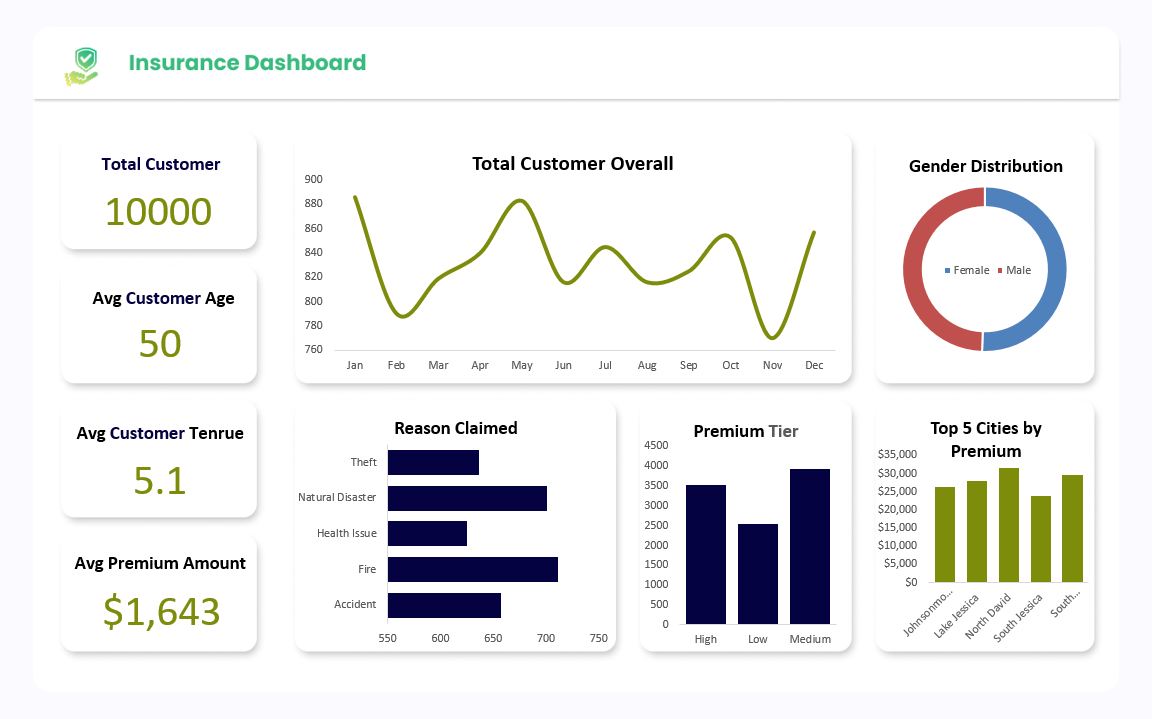 Insurance Dashboard
Total Customer
10000
Avg Customer Age
50
Avg Customer Tenrue
5.1
Avg Premium Amount
$1,643
Total Customer Overall
900
880
860
840
820
800
780
760
Jan Feb Mar Apr May Jun Jul Aug Sep Oct Nov Dec
Gender Distribution
Female Male
Reason Claimed
Theft
Natural Disaster
Health Issue
Fire
Accident
550 600 650 700 750
Premium Tier
4500
4000
3500
3000
2500
2000
1500
1000
500
0
High Low Medium
Top 5 Cities by
Premium
$35,000
$30,000
$25,000
$20,000
$15,000
$10,000
$5,000
$0
Johnsonmo...
Lake Jessica
North David
South Jessica
South...